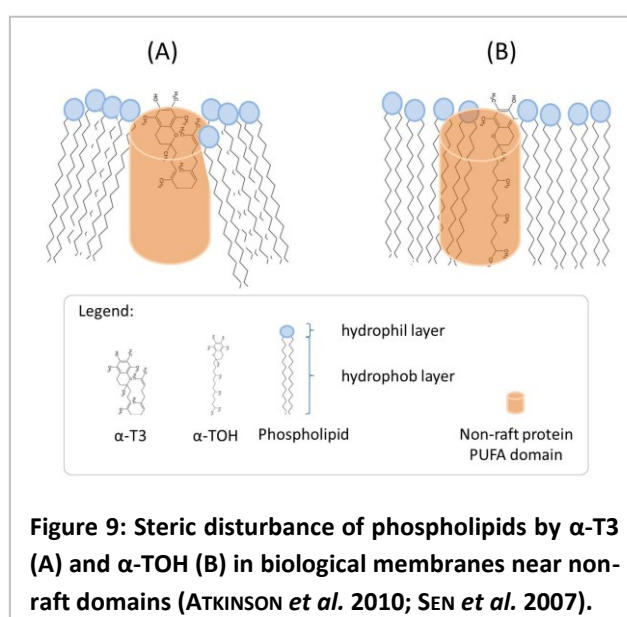 (A) (B)
Legend:
hydrophil layer
hydrophob layer
α-T3 α-TOH Phospholipid Non-raft protein
PUFA domain
Figure 9: Steric disturbance of phospholipids by α-T3
(A) and α-TOH (B) in biological membranes near non-
raft domains (ATKINSON et al. 2010; SEN et al. 2007).